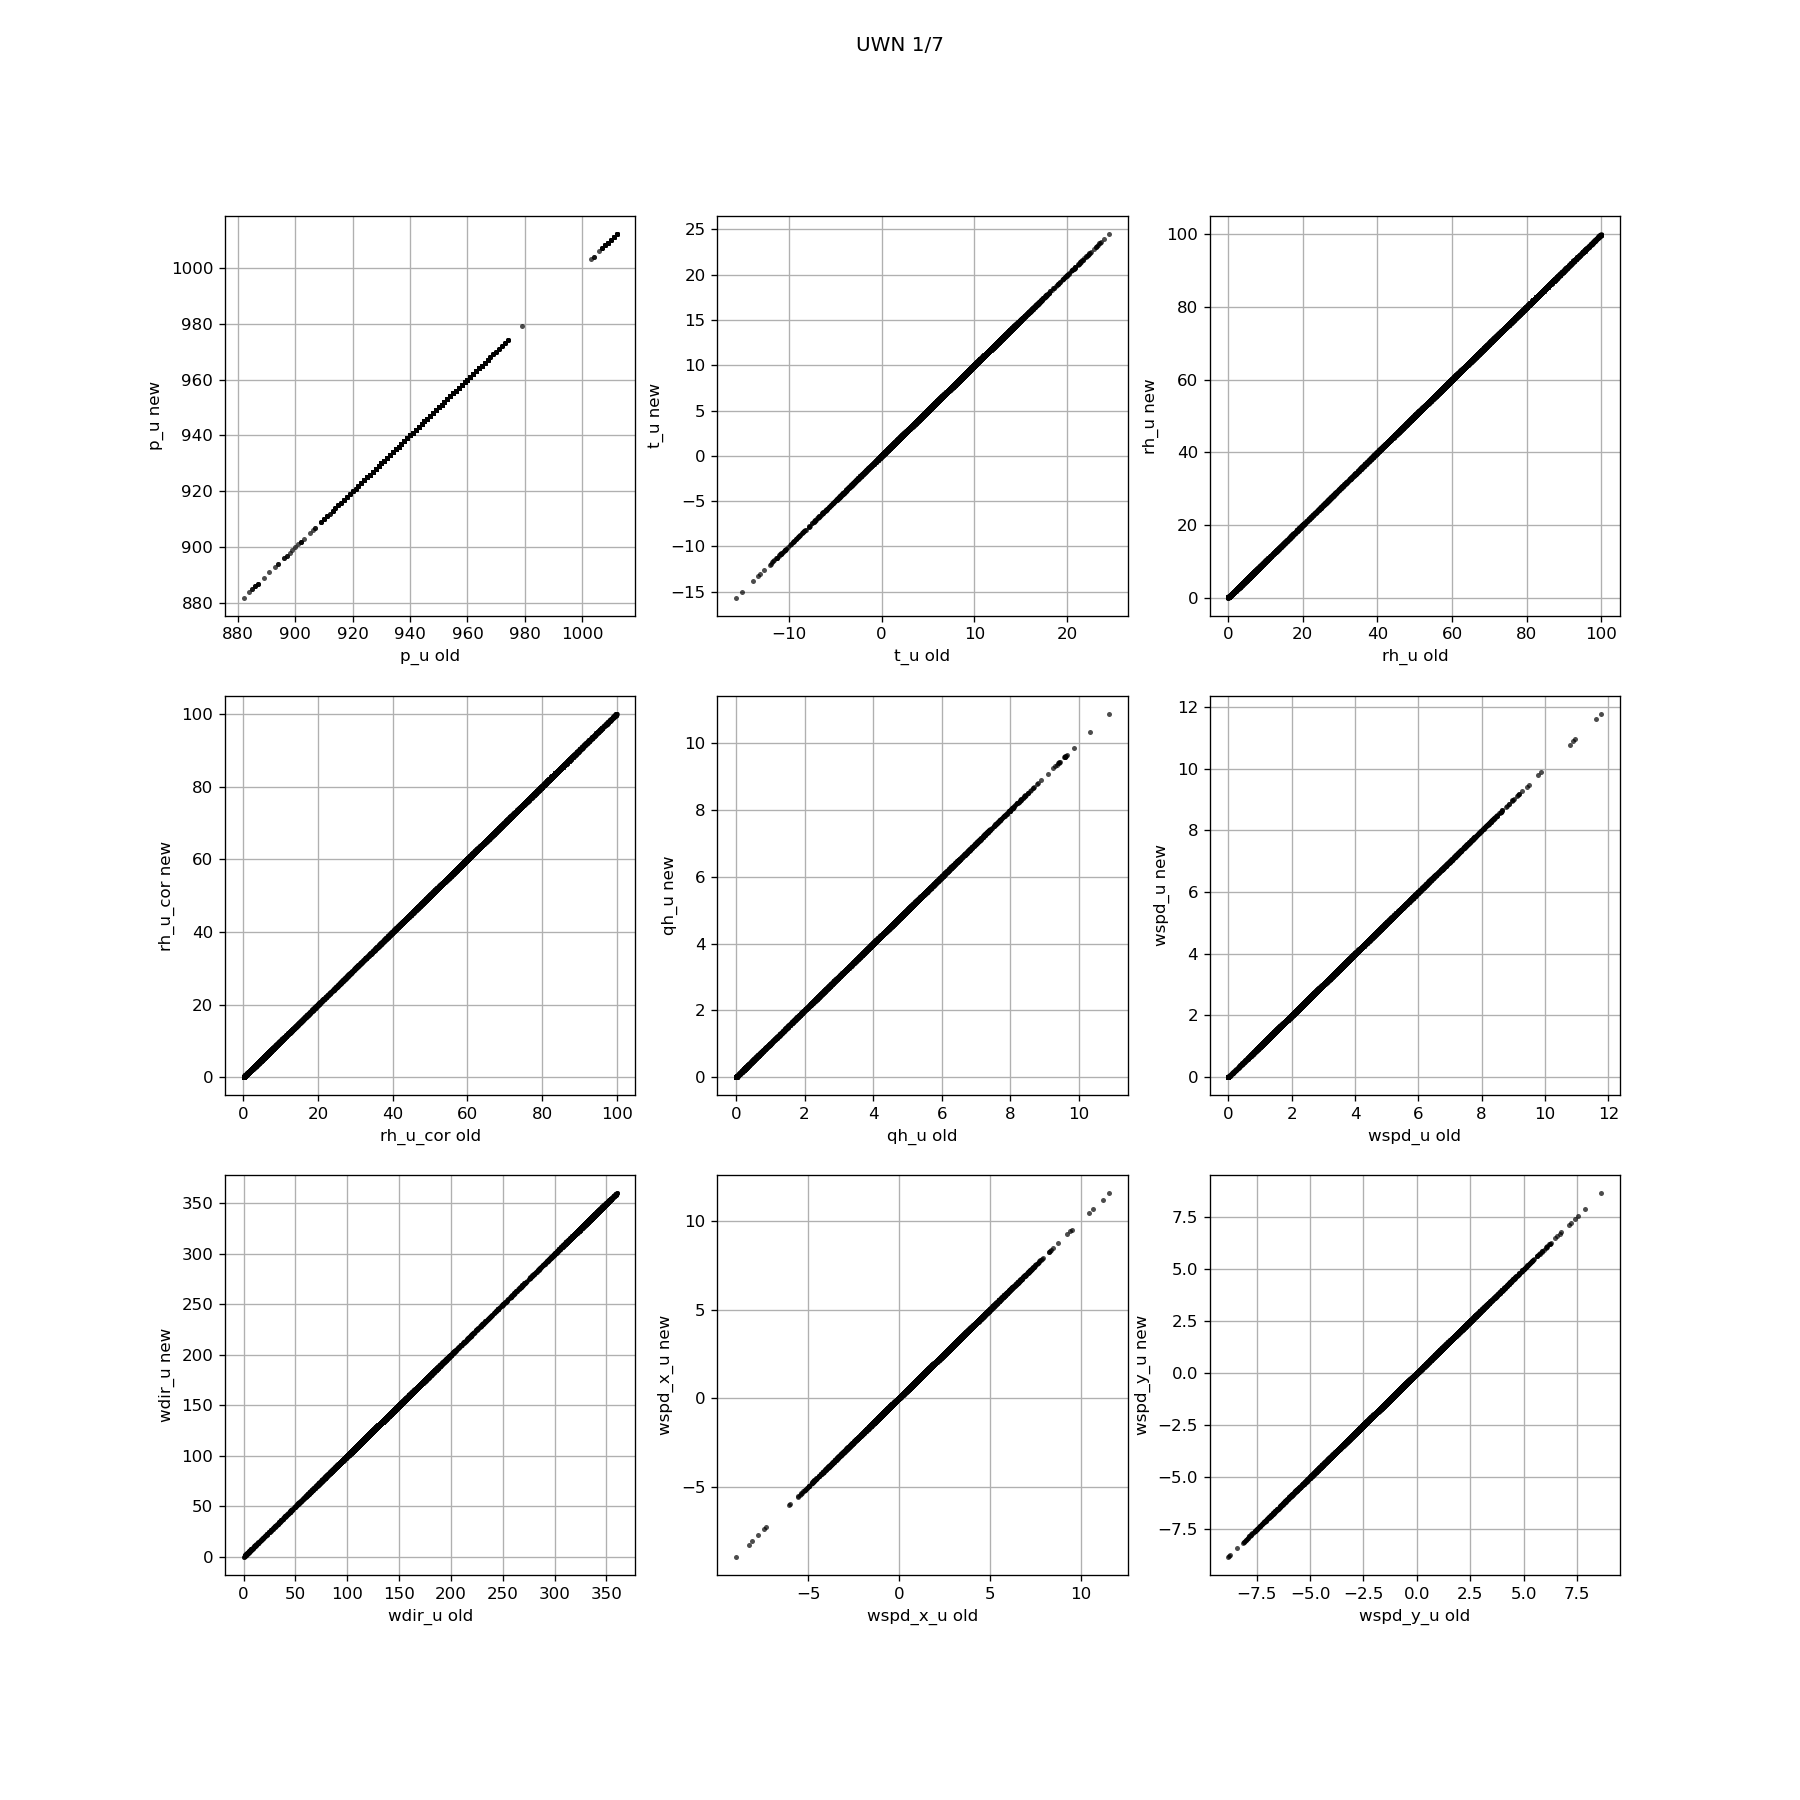 UWN 1/7
1000
980
960
940
920
900
880
p_u new
880 900 920 940 960 980 1000
p_u old
25
20
15
10
5
0
−5
−10
−15
t_u new
−10 0 10 20
t_u old
100
80
60
40
20
0
rh_u new
0 20 40 60 80 100
rh_u old
100
80
60
40
20
0
rh_u_cor new
0 20 40 60 80 100
rh_u_cor old
10
8
6
4
2
0
qh_u new
0 2 4 6 8 10
qh_u old
12
10
8
6
4
2
0
wspd_u new
0 2 4 6 8 10 12
wspd_u old
350
300
250
200
150
100
50
0
wdir_u new
0 50 100 150 200 250 300 350
wdir_u old
10
5
0
−5
wspd_x_u new
−5 0 5 10
wspd_x_u old
7.5
5.0
2.5
0.0
−2.5
−5.0
−7.5
wspd_y_u new
−7.5 −5.0 −2.5 0.0 2.5 5.0 7.5
wspd_y_u old